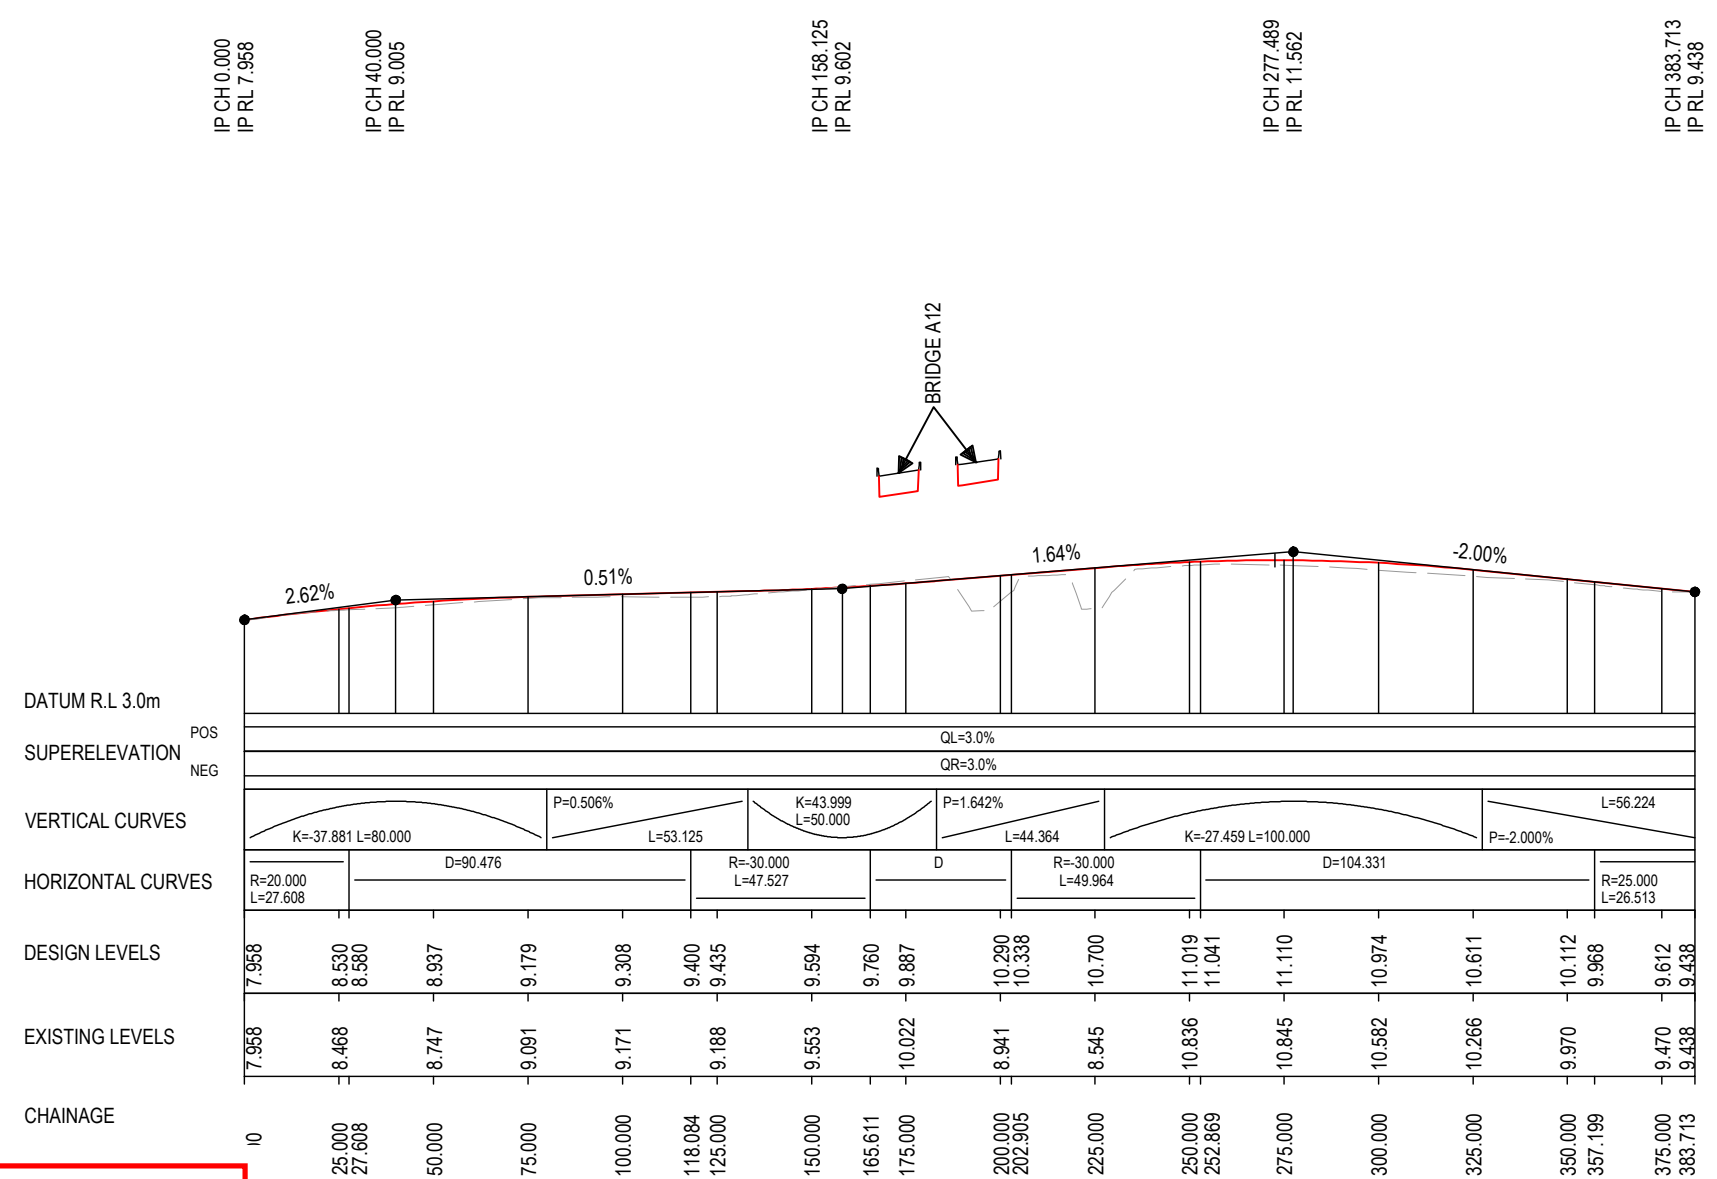 IP CH 0.000
IP RL 7.958
IP CH 40.000
IP RL 9.005
IP CH 158.125
IP RL 9.602
IP CH 277.489
IP RL 11.562
IP CH 383.713
IP RL 9.438
BRIDGE A12
2.62%
0.51%
1.64%
-2.00%
DATUM R.L 3.0m
SUPERELEVATION
POS
QL=3.0%
NEG
QR=3.0%
VERTICAL CURVES
K=-37.881 L=80.000
P=0.506%
L=53.125
K=43.999
L=50.000
P=1.642%
L=44.364
K=-27.459 L=100.000
L=56.224
P=-2.000%
HORIZONTAL CURVES
R=20.000
L=27.608
D=90.476
R=-30.000
L=47.527
D
R=-30.000
L=49.964
D=104.331
R=25.000
L=26.513
DESIGN LEVELS
7.958
8.530
8.580
8.937
9.179
9.308
9.400
9.435
9.594
9.760
9.887
10.290
10.338
10.700
11.019
11.041
11.110
10.974
10.611
10.112
9.968
9.612
9.438
EXISTING LEVELS
7.958
8.468
8.747
9.091
9.171
9.188
9.553
10.022
8.941
8.545
10.836
10.845
10.582
10.266
9.970
9.470
9.438
CHAINAGE
25.000
27.608
50.000
75.000
100.000
118.084
125.000
150.000
165.611
175.000
200.000
202.905
225.000
250.000
252.869
275.000
300.000
325.000
350.000
357.199
375.000
383.713